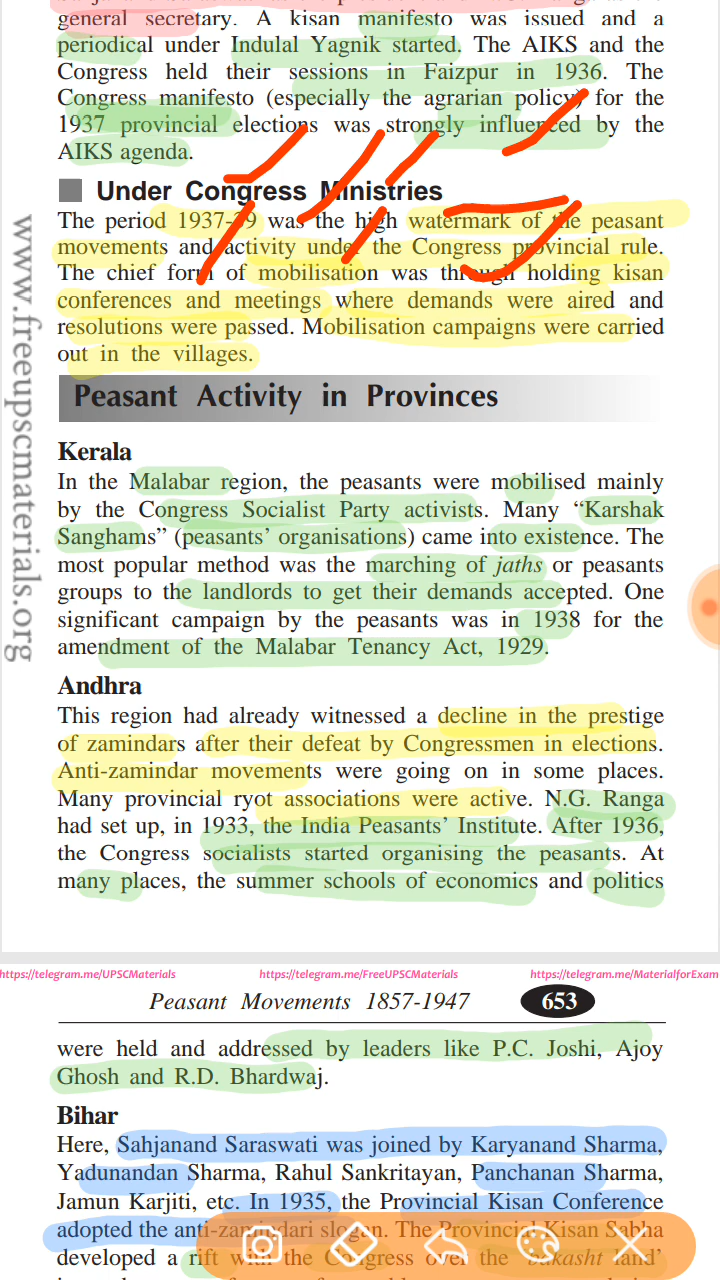 general secretary. A kisan manifesto was issued and a
periodical under Indulal Yagnik started. The AIKS and the
Congress held their sessions in Faizpur in 1936. The
Congress manifesto (especially the agrarian policy) for the
1937 provincial elections was strongly influenced by the
AIKS agenda.
Under Congress Ministries
The period 1937-39 was the high watermark of the peasant
movements and activity under the Congress provincial rule.
The chief form of mobilisation was through holding kisan
conferences and meetings where demands were aired and
resolutions were passed. Mobilisation campaigns were carried
out in the villages.
Peasant Activity in Provinces
Kerala
In the Malabar region, the peasants were mobilised mainly
by the Congress Socialist Party activists. Many “Karshak
Sanghams” (peasants’ organisations) came into existence. The
most popular method was the marching of jaths or peasants
groups to the landlords to get their demands accepted. One
significant campaign by the peasants was in 1938 for the
amendment of the Malabar Tenancy Act, 1929.
Andhra
This region had already witnessed a decline in the prestige
of zamindars after their defeat by Congressmen in elections.
Anti-zamindar movements were going on in some places.
Many provincial ryot associations were active. N.G. Ranga
had set up, in 1933, the India Peasants’ Institute. After 1936,
the Congress socialists started organising the peasants. At
many places, the summer schools of economics and politics
www.freeupscmaterials.org
https://telegram.me/UPSCMaterials https://telegram.me/FreeUPSCMaterials https://telegram.me/MaterialforExam
Peasant Movements 1857-1947 653
were held and addressed by leaders like P.C. Joshi, Ajoy
Ghosh and R.D. Bhardwaj.
Bihar
Here, Sahjanand Saraswati was joined by Karyanand Sharma,
Yadunandan Sharma, Rahul Sankritayan, Panchanan Sharma,
Jamun Karjiti, etc. In 1935, the Provincial Kisan Conference
adopted the anti-zamindari slogan. The Provincial Kisan Sabha
developed a rift with the Congress over the ‘bakasht land’